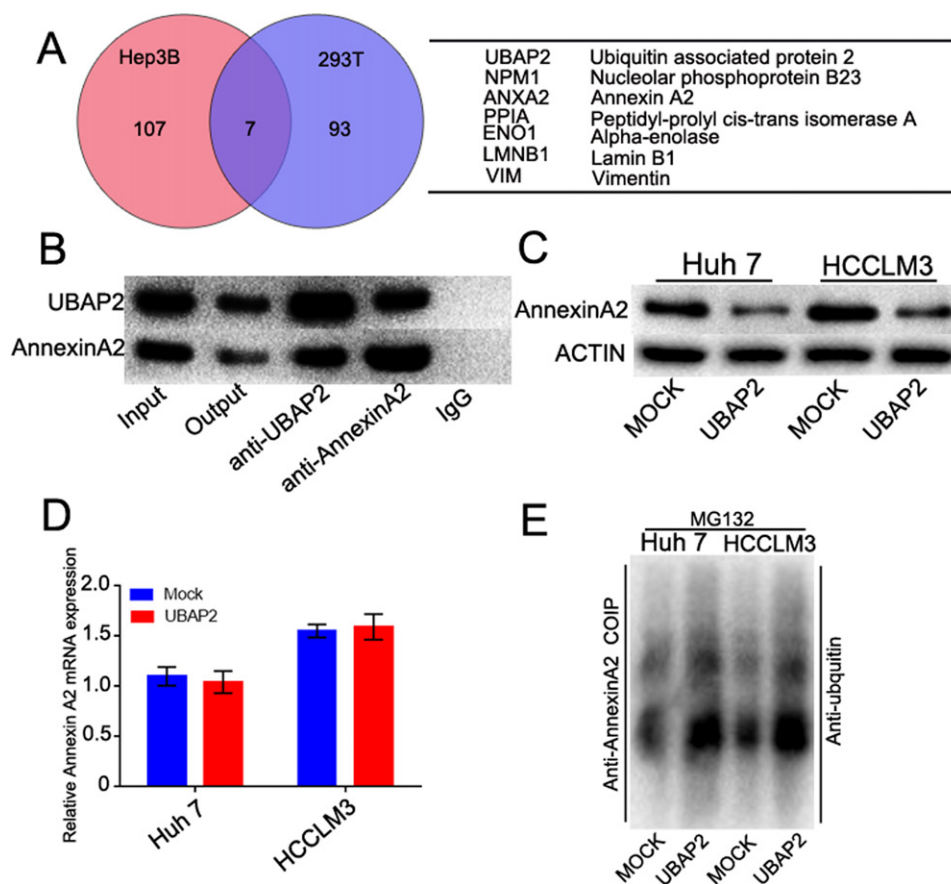 A
Hep3B
293T
107
7
93
UBAP2 Ubiquitin associated protein 2
NPM1 Nucleolar phosphoprotein B23
ANXA2 Annexin A2
PPIA Peptidyl-prolyl cis-trans isomerase A
ENO1 Alpha-enolase
LMNB1 Lamin B1
VIM Vimentin
B
UBAP2
AnnexinA2
Input
Output
anti-UBAP2
anti-AnnexinA2
IgG
C
Huh 7 HCCLM3
AnnexinA2
ACTIN
MOCK
UBAP2
MOCK
UBAP2
D
Relative Annexin A2 mRNA expression
2.0
1.5
1.0
0.5
0
Mock
UBAP2
Huh 7
HCCLM3
E
MG132
Huh 7 HCCLM3
Anti-AnnexinA2 COIP
Anti-ubquitin
MOCK
UBAP2
MOCK
UBAP2